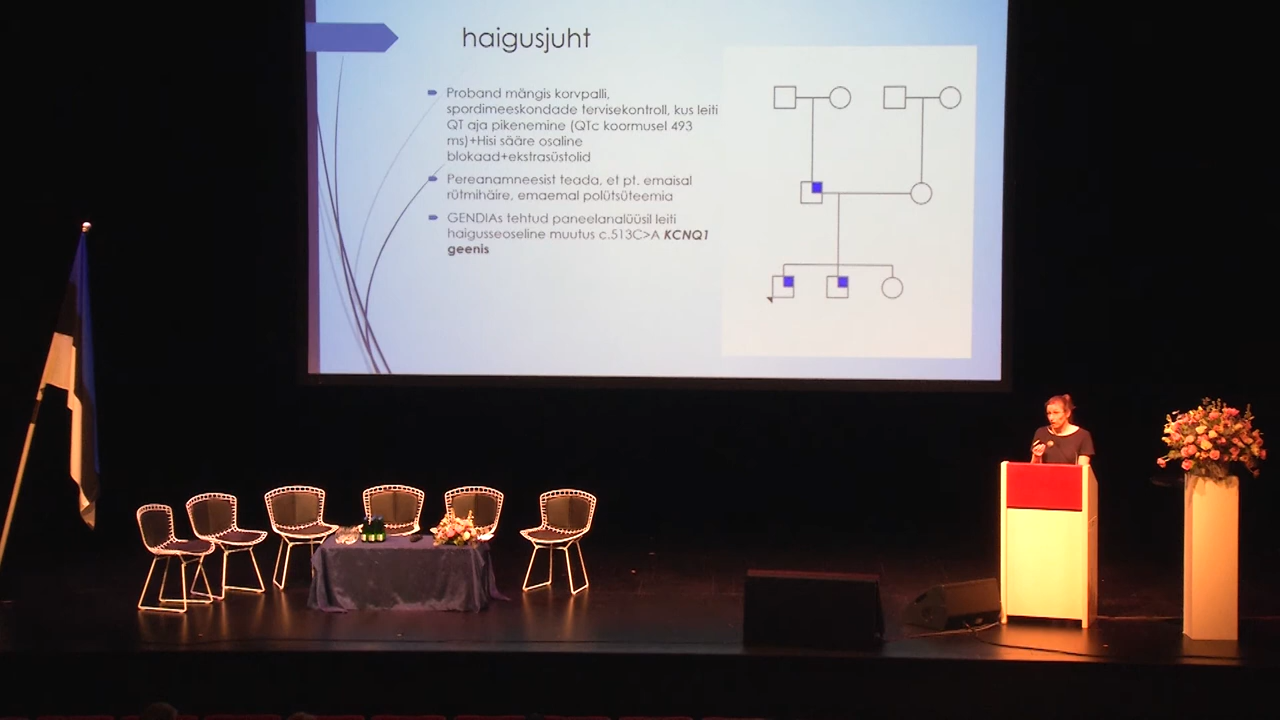 haigusjuht
Proband mängis korvpalli,
spordimeeskondade tervisekontroll, kus leiti
QT aja pikenemine (QTc koormusel 493
ms)+Hisi sääre osaline
blokaad+ekstrasüstolid
Pereanamneesist teada, et pt. emaisal
rütmihäire, emaemal polütsüteemia
GENDIAs tehtud paneelanalüüsil leiti
haigusseoseline muutus c.513C>A KCNQ1
geenis